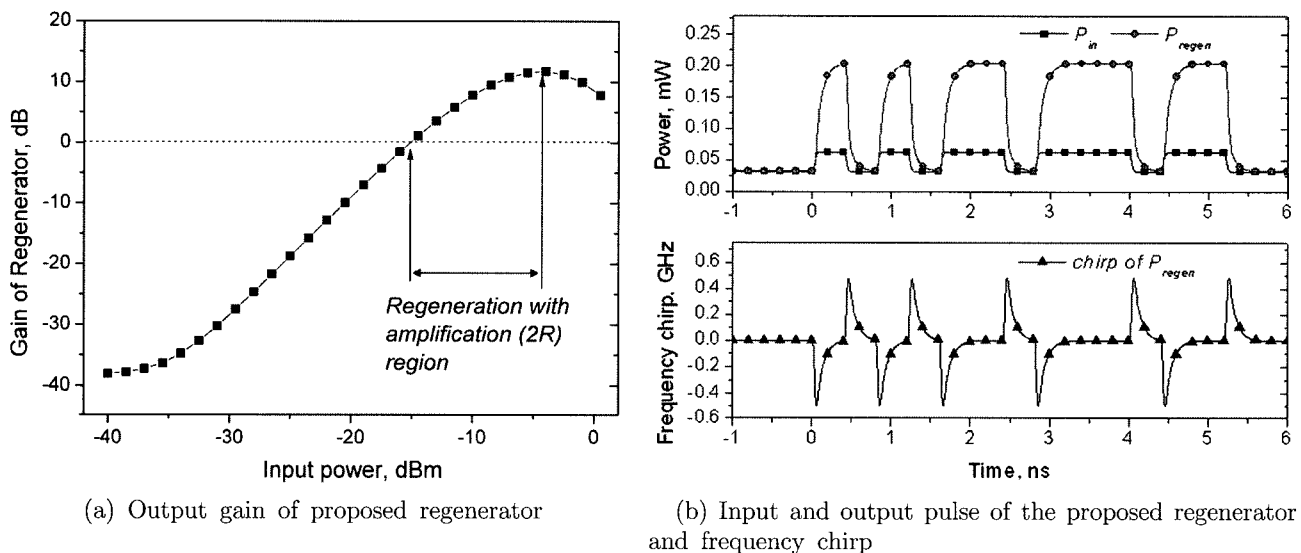 Gain of Regenerator, dB
20
10
0
-10
-20
-30
-40
-40
-30
-20
-10
0
Input power, dBm
Regeneration with
amplification (2R)
region
(a) Output gain of proposed regenerator
Power, mW
0.25
0.20
0.15
0.10
0.05
0.00
P_in
P_regen
-1
0
1
2
3
4
5
6
Frequency chirp, GHz
0.6
0.4
0.2
0.0
-0.2
-0.4
-0.6
chirp of P_regen
-1
0
1
2
3
4
5
6
Time, ns
(b) Input and output pulse of the proposed regenerator
and frequency chirp